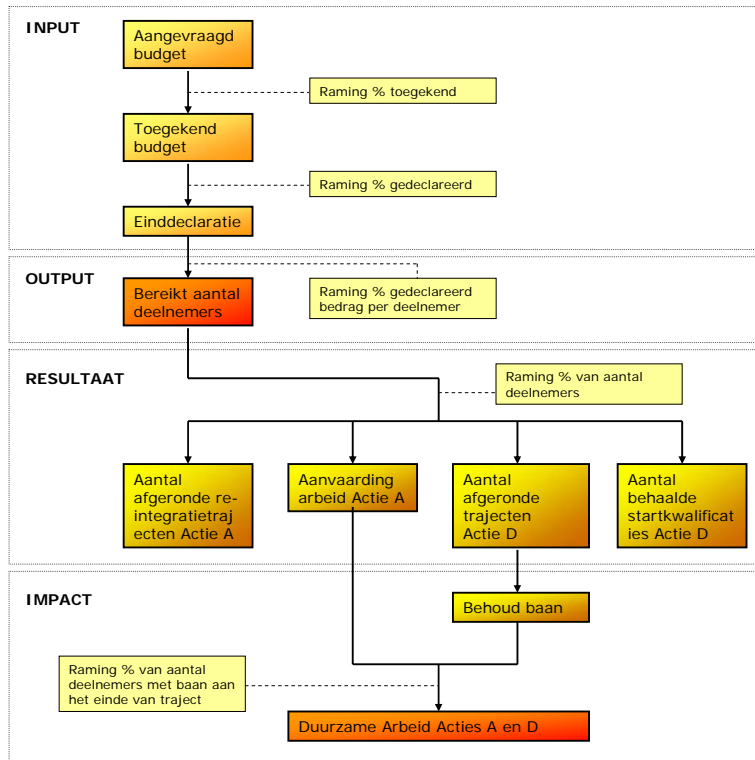 INPUT
Aangevraagd
budget
Raming % toegekend
Toegekend
budget
Raming % gedeclareerd
Einddeclaratie
OUTPUT
Bereikt aantal
deelnemers
Raming % gedeclareerd
bedrag per deelnemer
RESULTAAT
Raming % van aantal
deelnemers
Aantal
afgeronde re-
integratietraj
ecten Actie A
Aanvaarding
arbeid Actie A
Aantal
afgeronde
trajecten
Actie D
Aantal
behaalde
startkwalificat
ies Actie D
IMPACT
Behoud baan
Raming % van aantal
deelnemers met baan aan
het einde van traject
Duurzame Arbeid Acties A en D